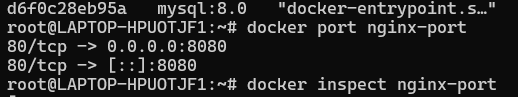 d6f0c28eb95a   mysql:8.0   "docker-entrypoint.s…"
root@LAPTOP-HPUOTJF1:~# docker port nginx-port
80/tcp -> 0.0.0.0:8080
80/tcp -> [::]:8080
root@LAPTOP-HPUOTJF1:~# docker inspect nginx-port